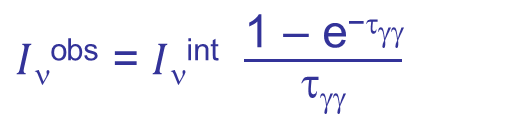 I_ν^obs = I_ν^int (1 – e^(–τ_γγ)) / τ_γγ